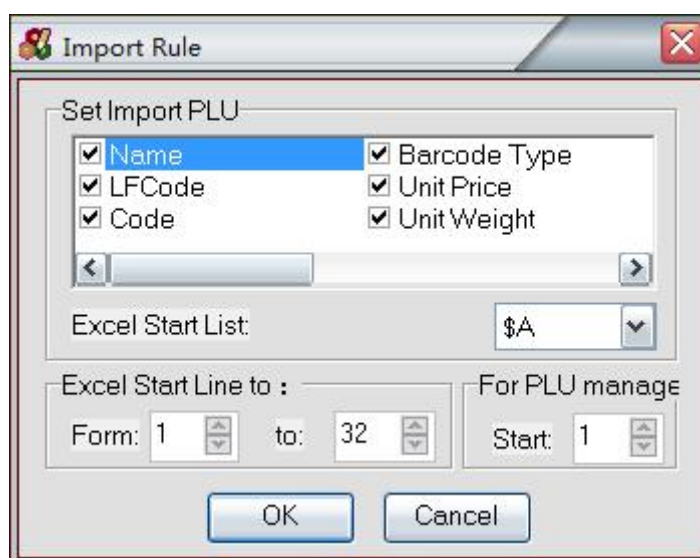 Import Rule
Set Import PLU
Name
Barcode Type
LFCode
Unit Price
Code
Unit Weight
Excel Start List:
$A
Excel Start Line to :
For PLU manage
Form: 1 to: 32
Start: 1
OK
Cancel